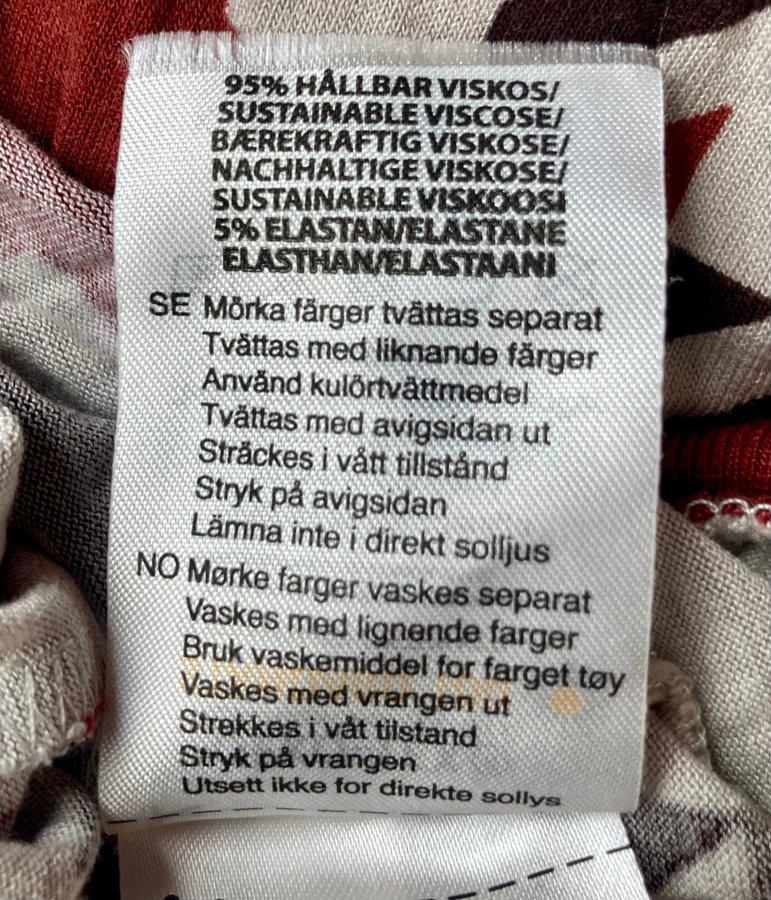 95% HÅLLBAR VISKOS/
SUSTAINABLE VISCOSE/
BÆREKRAFTIG VISKOSE/
NACHHALTIGE VISKOSE/
SUSTAINABLE VISKOOSI
5% ELASTAN/ELASTANE
ELASTHAN/ELASTAANI
SE Mörka färger tvättas separat
Tvättas med liknande färger
Använd kulörtvättmedel
Tvättas med avigsidan ut
Sträckes i vått tillstånd
Stryk på avigsidan
Lämna inte i direkt solljus
NO Mørke farger vaskes separat
Vaskes med lignende farger
Bruk vaskemiddel for farget tøy
Vaskes med vrangen ut
Strekkes i våt tilstand
Stryk på vrangen
Utsett ikke for direkte sollys